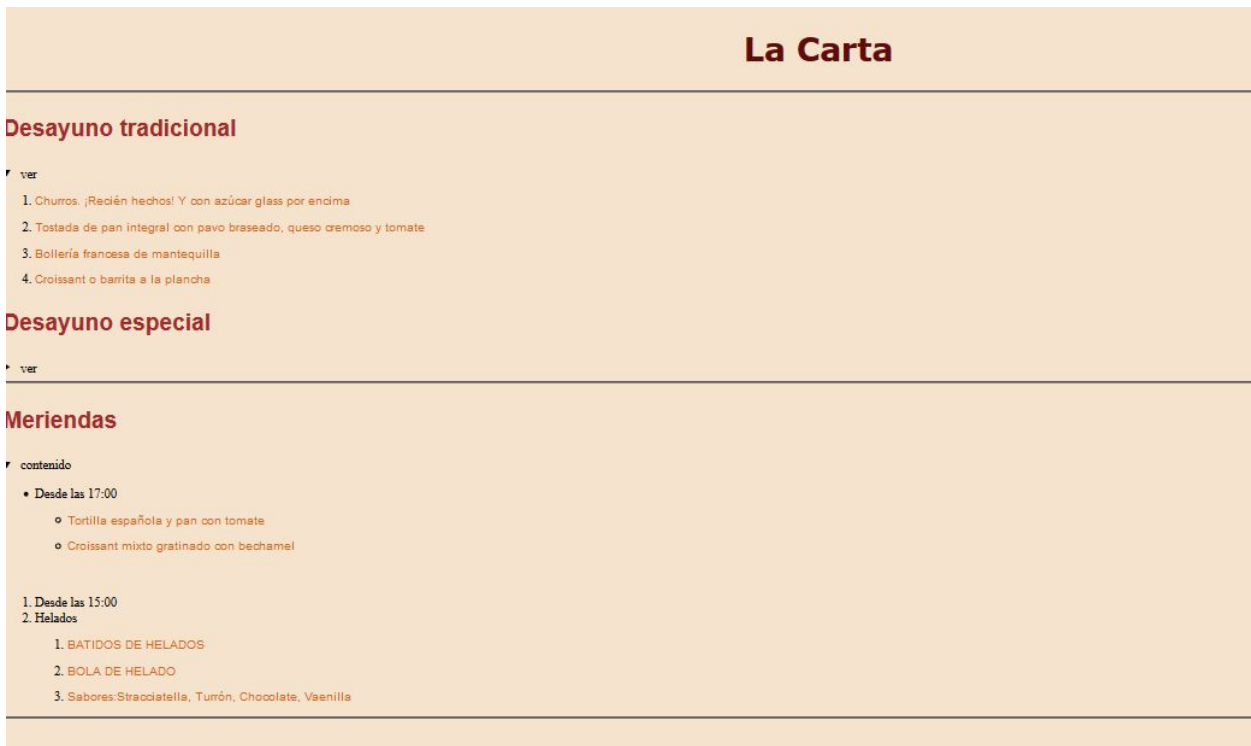 La Carta
Desayuno tradicional
ver
1. Churros. ¡Recién hechos! Y con azúcar glass por encima
2. Tostada de pan integral con pavo braseado, queso cremoso y tomate
3. Bollería francesa de mantequilla
4. Croissant o barrita a la plancha
Desayuno especial
ver
Meriendas
contenido
Desde las 17:00
Tortilla española y pan con tomate
Croissant mixto gratinado con bechamel
1. Desde las 15:00
2. Helados
1. BATIDOS DE HELADOS
2. BOLA DE HELADO
3. Sabores:Stracciatella, Turrón, Chocolate, Vaenilla